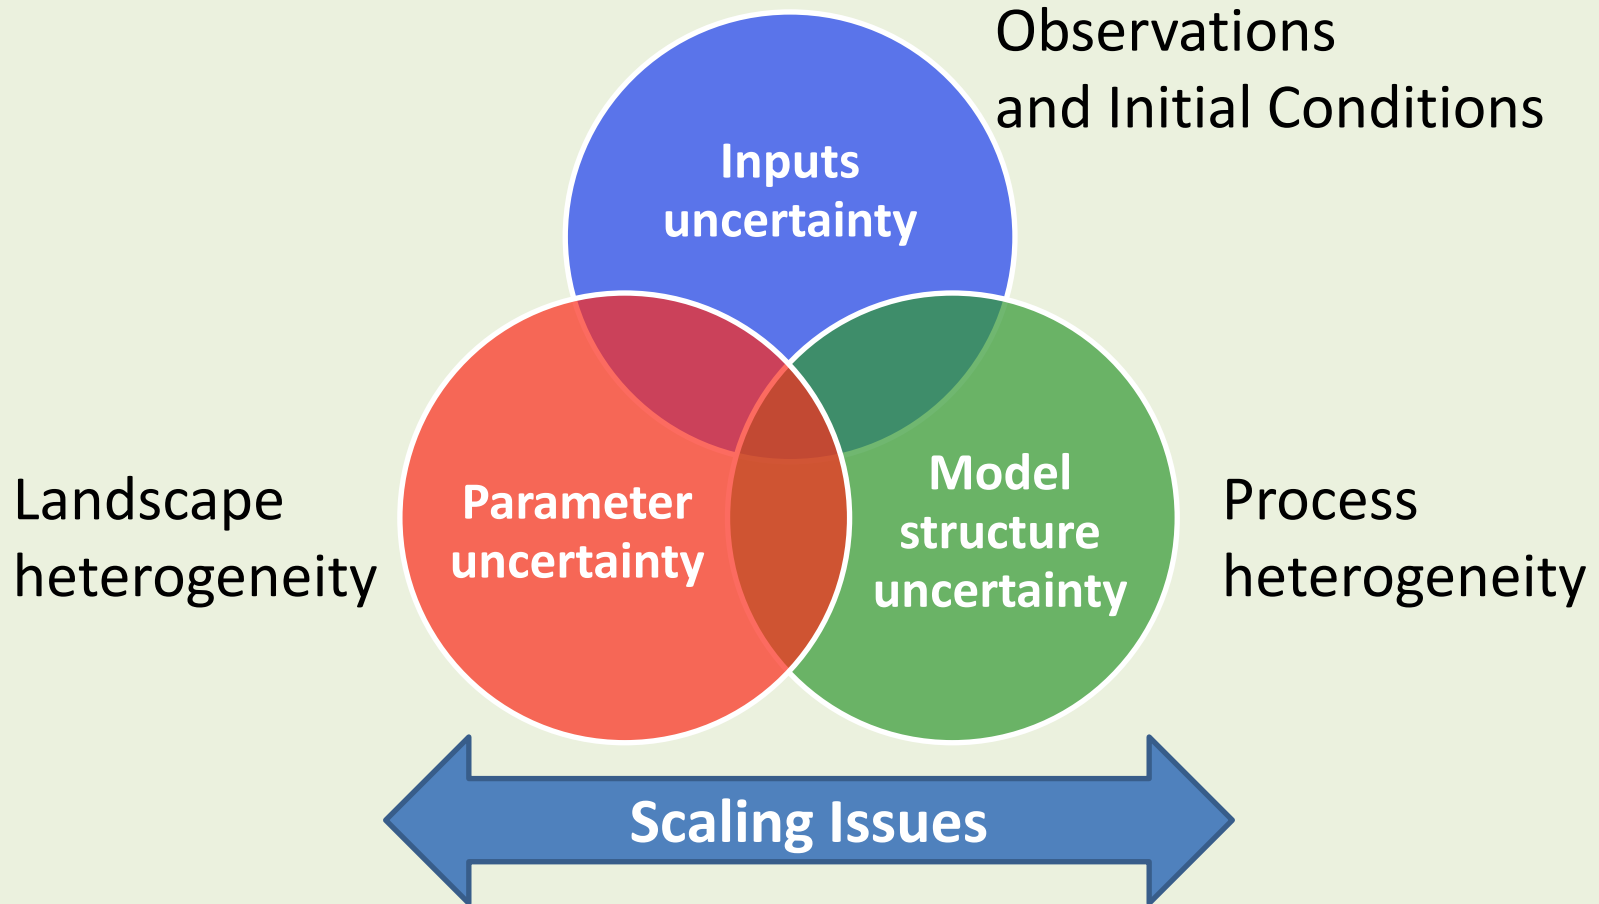 Observations
and Initial Conditions
Inputs
uncertainty
Landscape
heterogeneity
Parameter
uncertainty
Model
structure
uncertainty
Process
heterogeneity
Scaling Issues